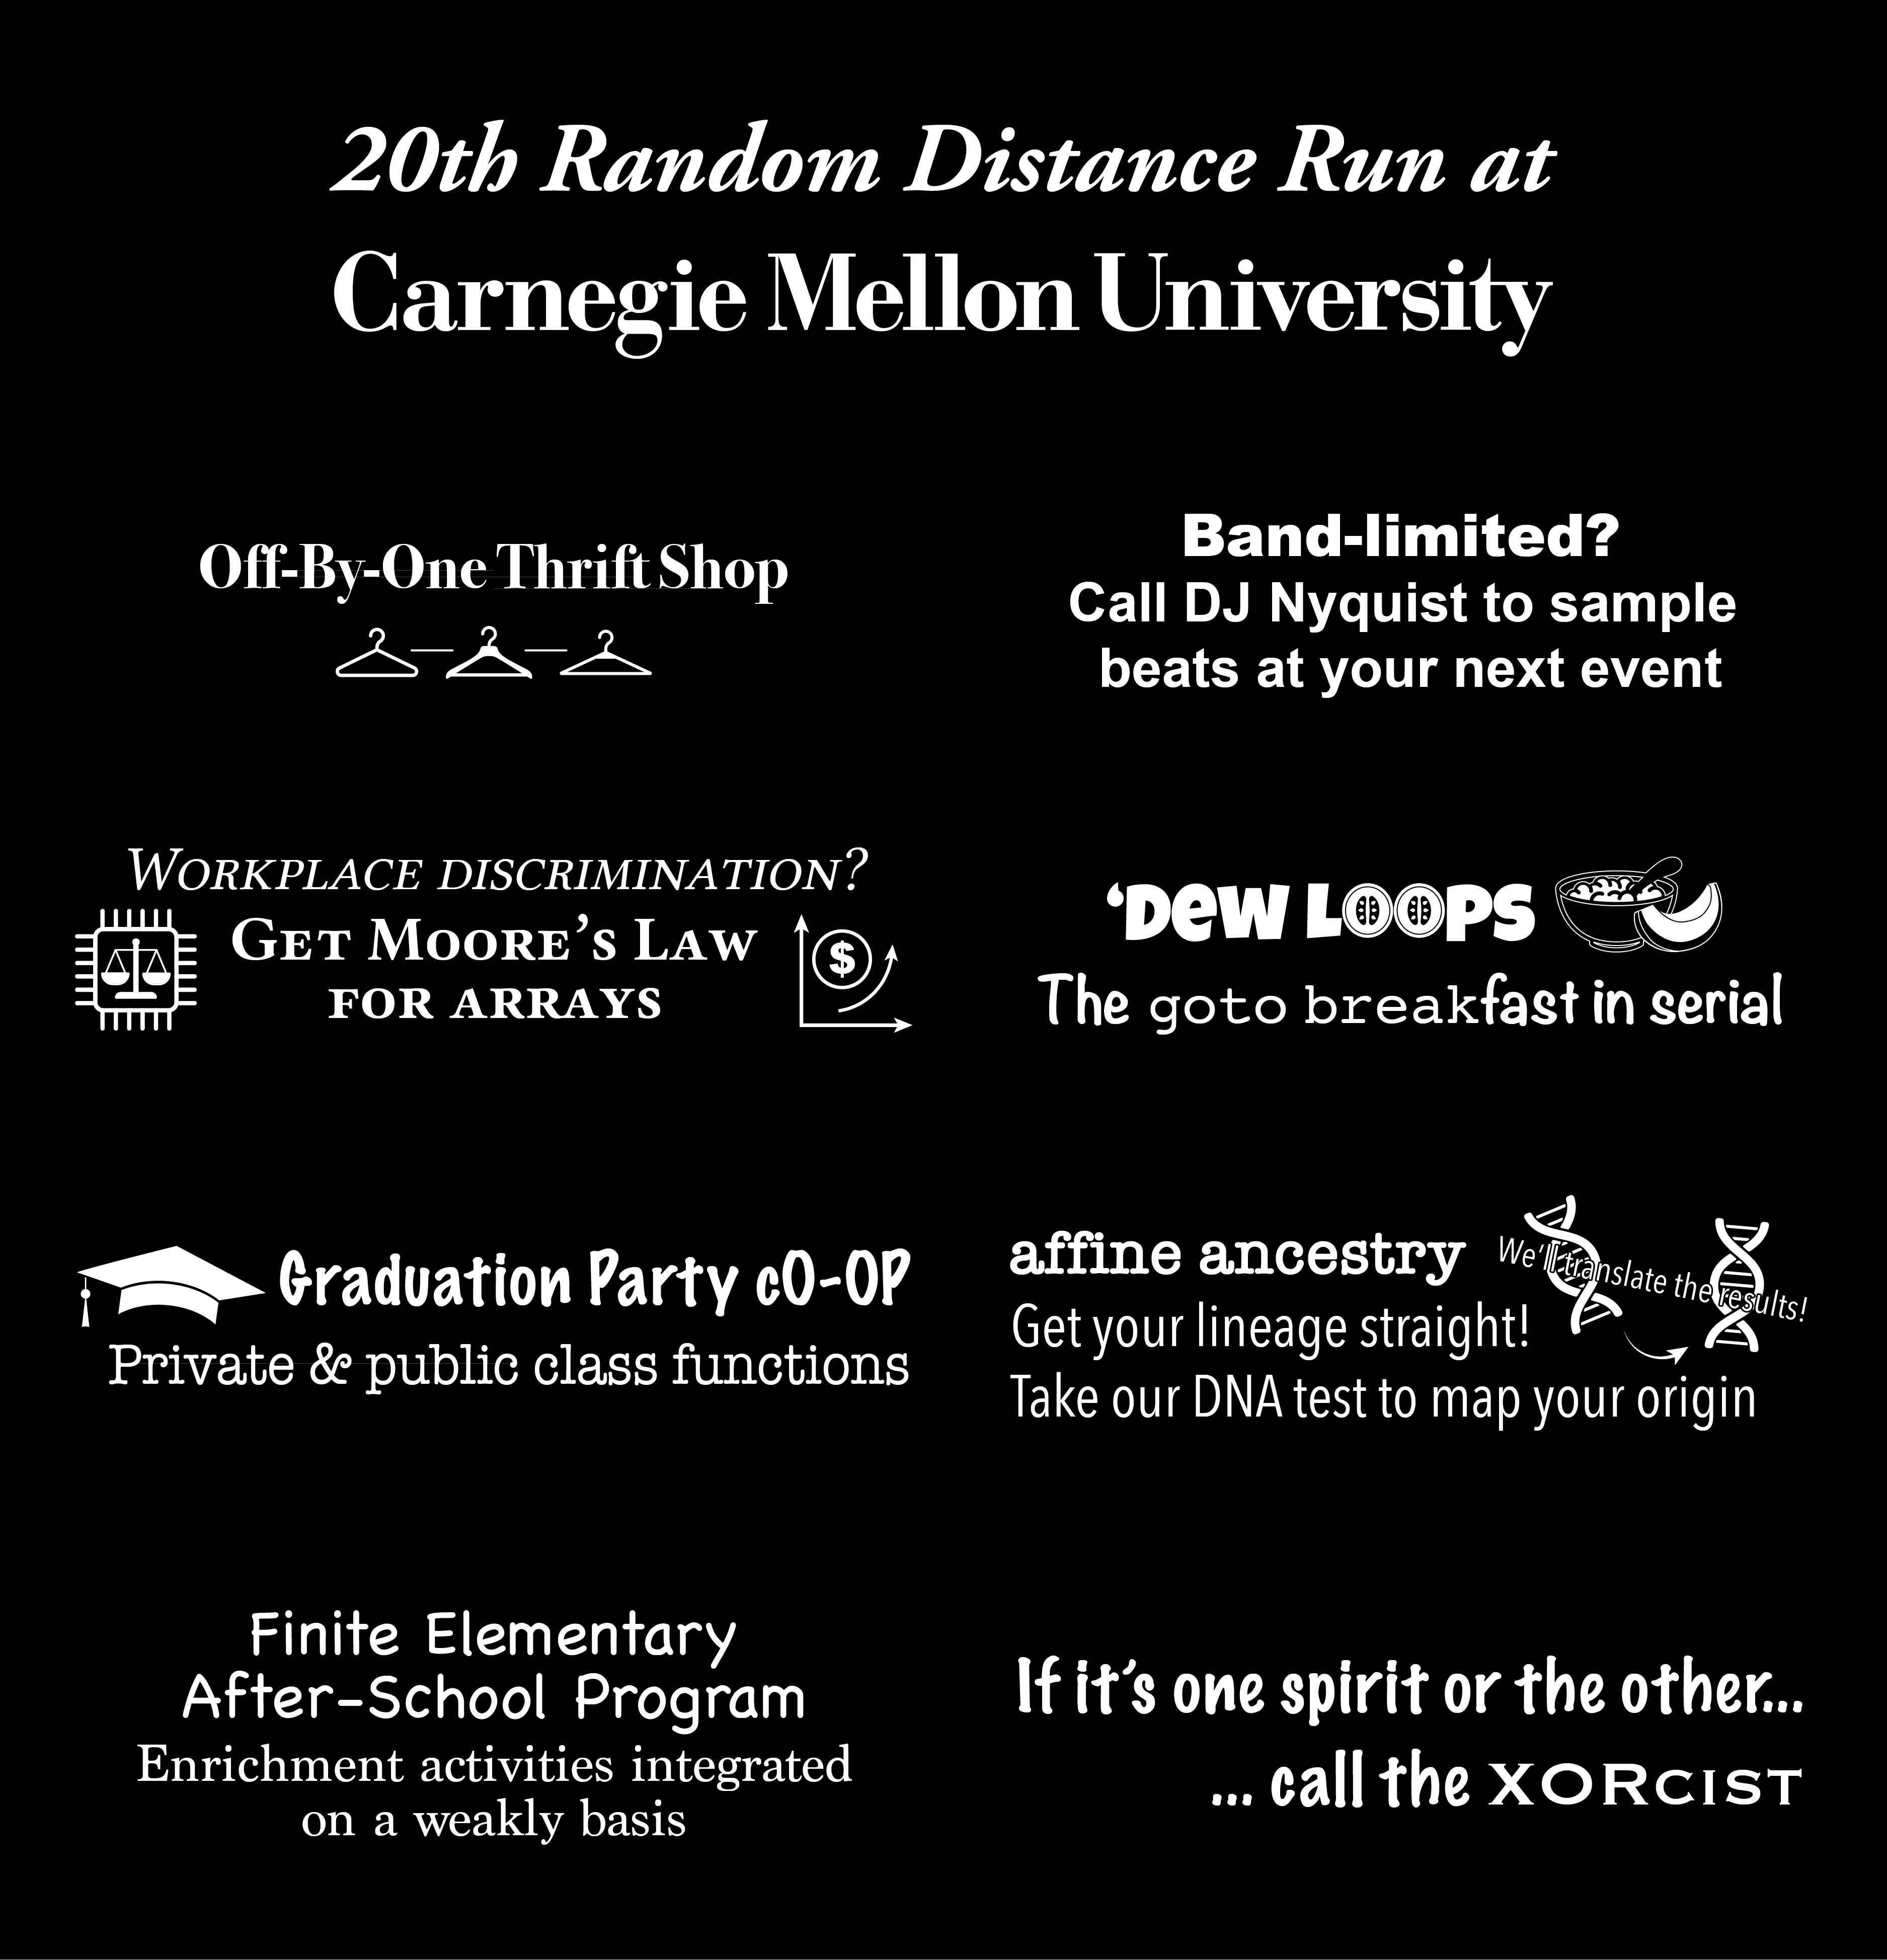 20th Random Distance Run at
Carnegie Mellon University
Off-By-One Thrift Shop
Band-limited?
Call DJ Nyquist to sample
beats at your next event
Workplace discrimination?
Get Moore’s Law
for arrays
$
‘Dew Loops
The goto breakfast in serial
Graduation Party cO-OP
Private & public class functions
affine ancestry
We’ll translate the results!
Get your lineage straight!
Take our DNA test to map your origin
Finite Elementary
After-School Program
Enrichment activities integrated
on a weakly basis
If it’s one spirit or the other...
... call the XORCIST